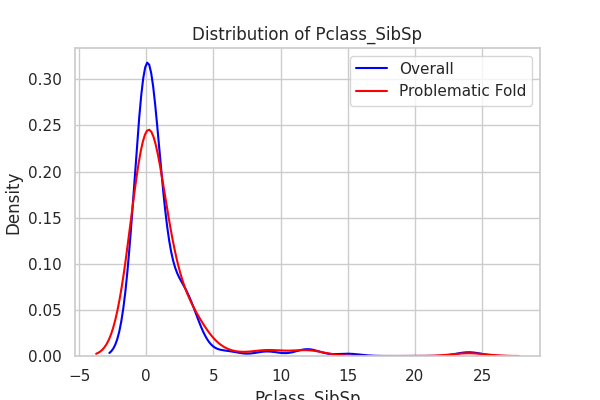 Distribution of Pclass_SibSp
Overall
Problematic Fold
Density
0.30
0.25
0.20
0.15
0.10
0.05
0.00
−5 0 5 10 15 20 25
Pclass_SibSp